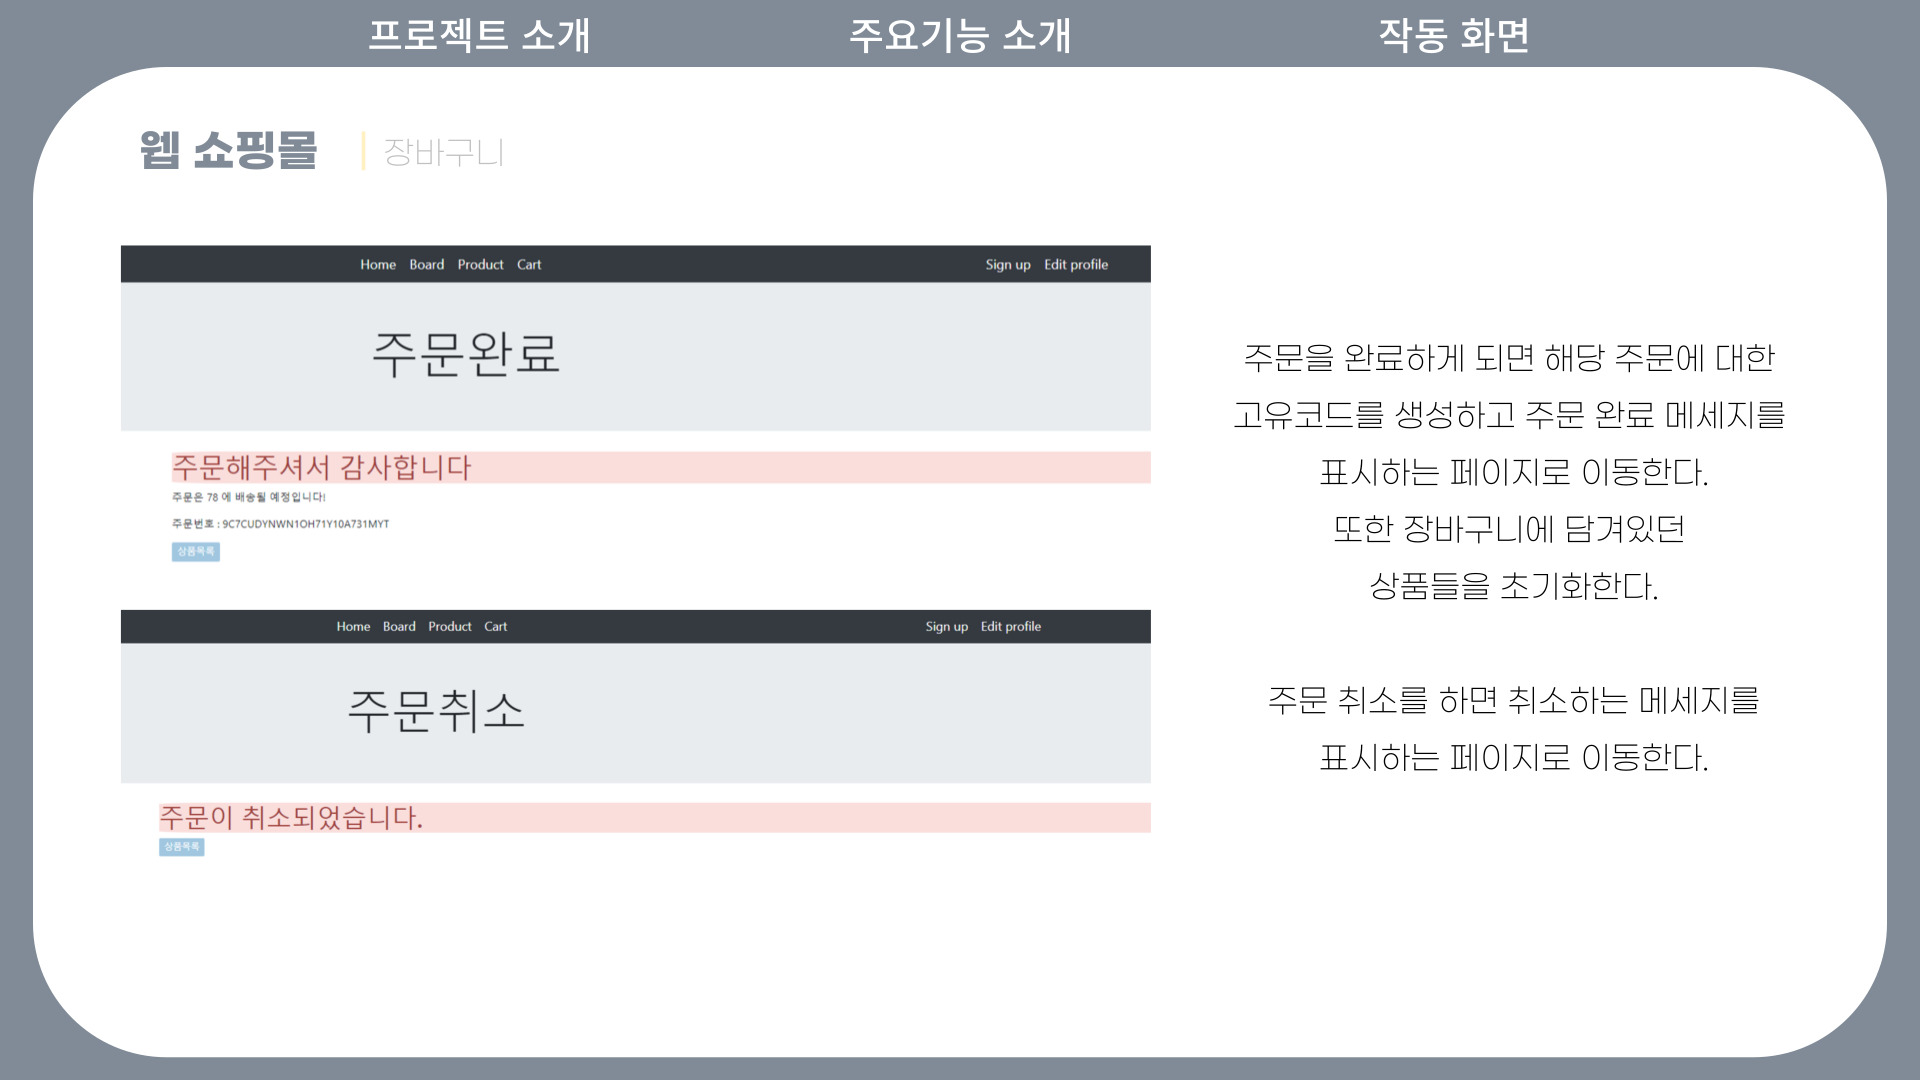 프로젝트 소개 주요기능 소개 작동 화면
웹 쇼핑몰 장바구니
Home Board Product Cart Sign up Edit profile
주문완료
주문해주셔서 감사합니다
주문은 78 에 배송될 예정입니다!
주문번호 : 9C7CUDYNWN1OH71Y10A731MYT
상품목록
Home Board Product Cart Sign up Edit profile
주문취소
주문이 취소되었습니다.
상품목록
주문을 완료하게 되면 해당 주문에 대한
고유코드를 생성하고 주문 완료 메세지를
표시하는 페이지로 이동한다.
또한 장바구니에 담겨있던
상품들을 초기화한다.
주문 취소를 하면 취소하는 메세지를
표시하는 페이지로 이동한다.